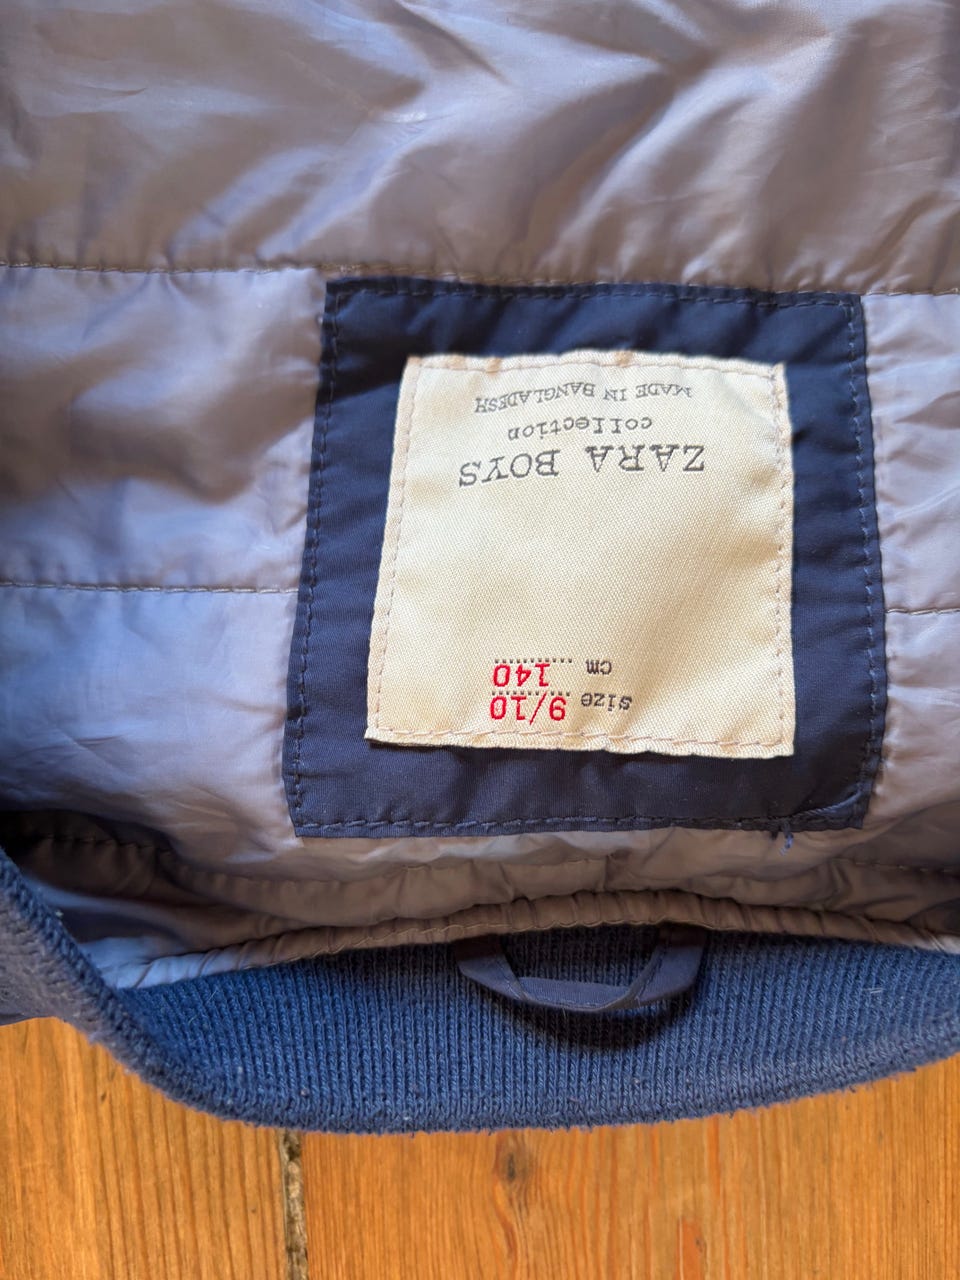 size 9/10
cm 140
ZARA BOYS
collection
MADE IN BANGLADESH